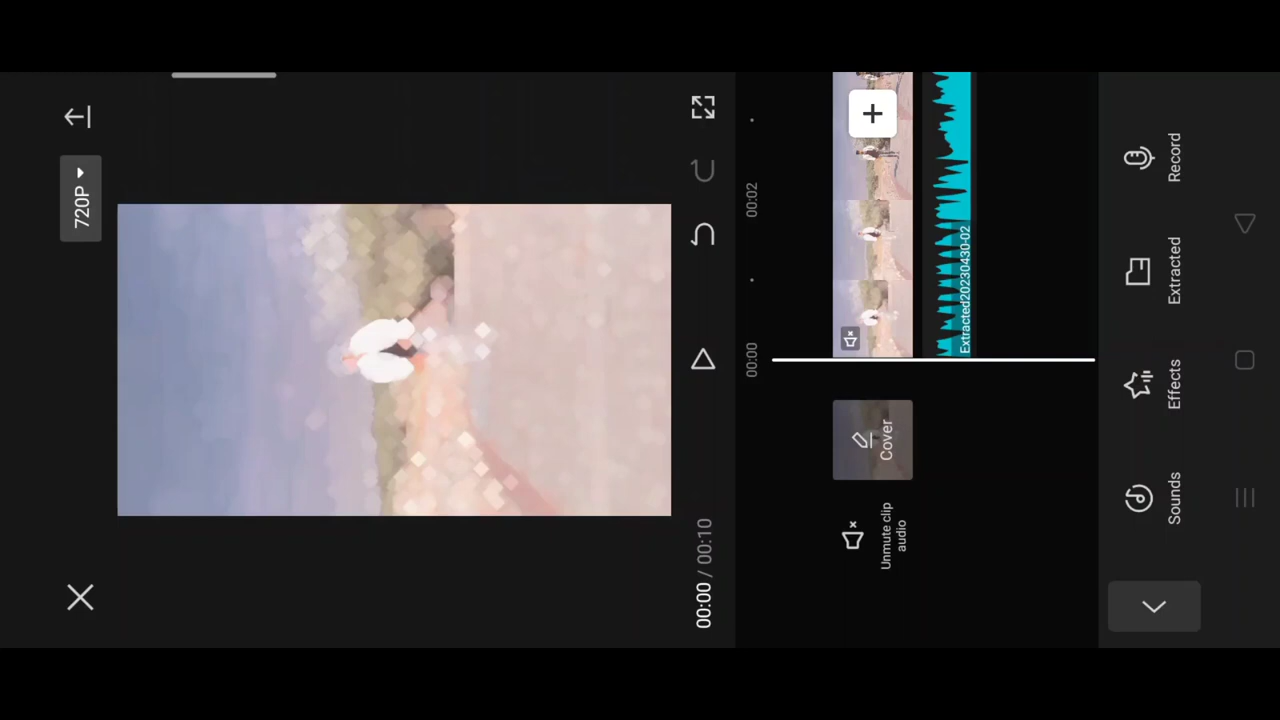 720P
00:00 / 00:10
00:00
00:02
Unmute clip
audio
Cover
Extracted20230430-02
Sounds
Effects
Extracted
Record